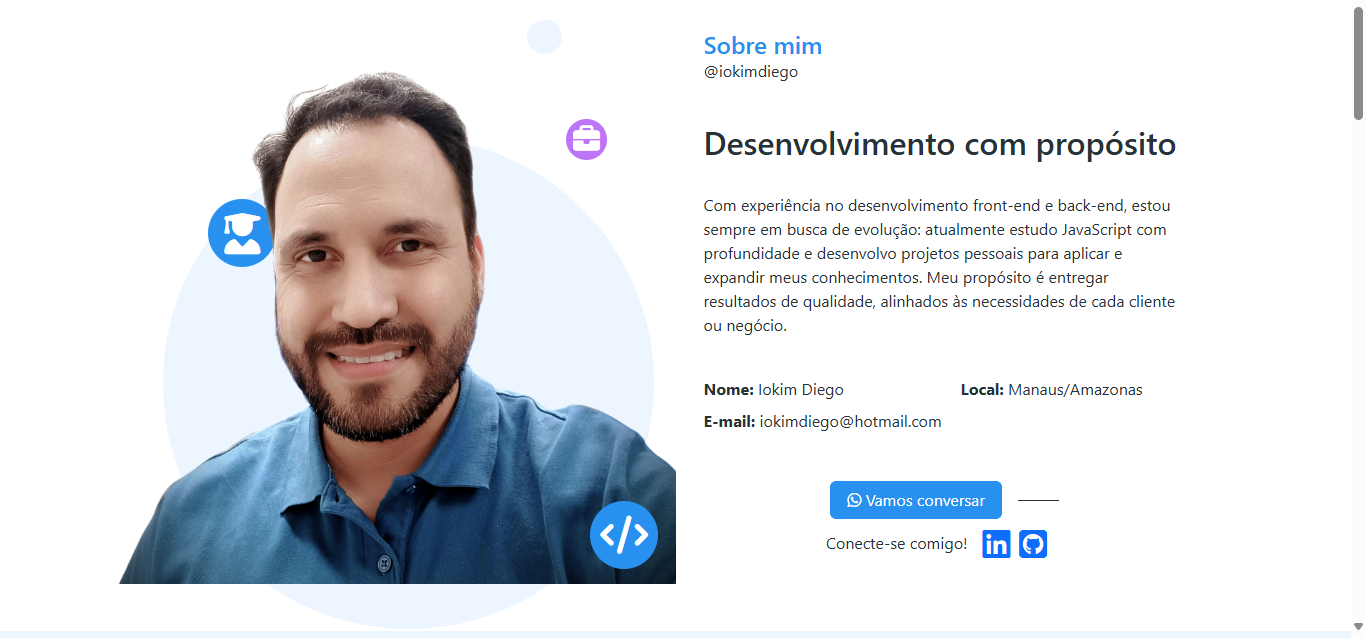 Sobre mim
@iokimdiego
Desenvolvimento com propósito
Com experiência no desenvolvimento front-end e back-end, estou
sempre em busca de evolução: atualmente estudo JavaScript com
profundidade e desenvolvo projetos pessoais para aplicar e
expandir meus conhecimentos. Meu propósito é entregar
resultados de qualidade, alinhados às necessidades de cada cliente
ou negócio.
Nome: Iokim Diego Local: Manaus/Amazonas
E-mail: iokimdiego@hotmail.com
Vamos conversar
Conecte-se comigo! in